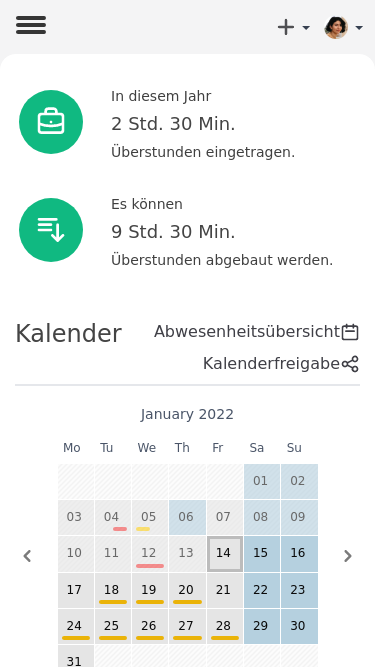 In diesem Jahr
2 Std. 30 Min.
Überstunden eingetragen.
Es können
9 Std. 30 Min.
Überstunden abgebaut werden.
Kalender
Abwesenheitsübersicht
Kalenderfreigabe
January 2022
Mo Tu We Th Fr Sa Su
01 02
03 04 05 06 07 08 09
10 11 12 13 14 15 16
17 18 19 20 21 22 23
24 25 26 27 28 29 30
31